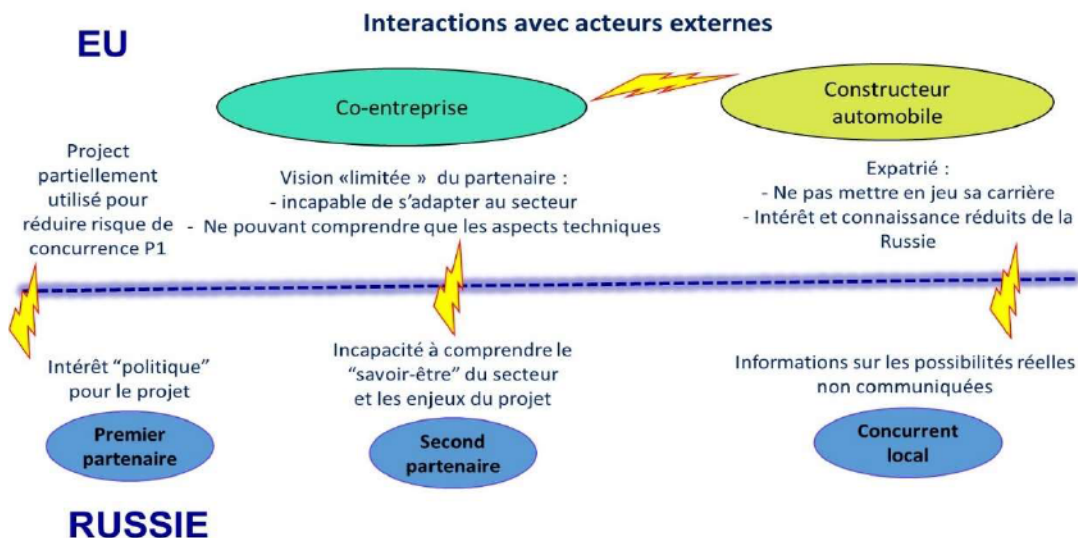 Interactions avec acteurs externes
EU
Co-entreprise
Constructeur
automobile
Project
partiellement
utilisé pour
réduire risque de
concurrence P1
Vision «limitée » du partenaire :
- incapable de s'adapter au secteur
- Ne pouvant comprendre que les aspects techniques
Expatrié :
- Ne pas mettre en jeu sa carrière
- Intérêt et connaissance réduits de la
Russie
Intérêt "politique"
pour le projet
Incapacité à comprendre le
"savoir-être" du secteur
et les enjeux du projet
Informations sur les possibilités réelles
non communiquées
Premier
partenaire
Second
partenaire
Concurrent
local
RUSSIE